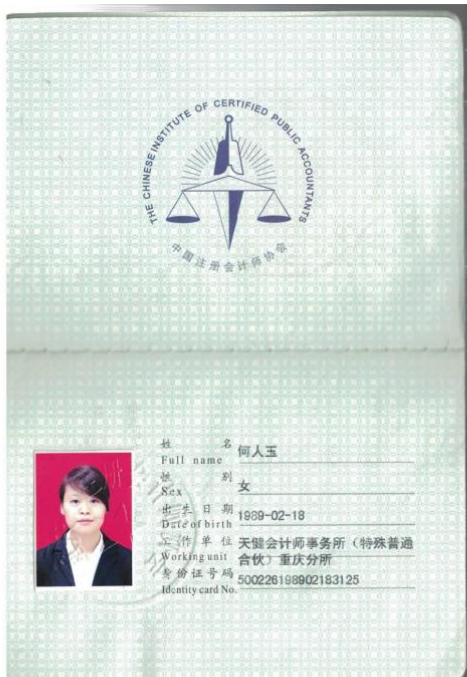 THE CHINESE INSTITUTE OF CERTIFIED PUBLIC ACCOUNTANTS
中国注册会计师协会
姓 名 何人玉
Full name
性 别 女
Sex
出 生 日 期 1989-02-18
Date of birth
工 作 单 位 天健会计师事务所（特殊普通
Working unit 合伙）重庆分所
身份证号码 500226198902183125
Identity card No.